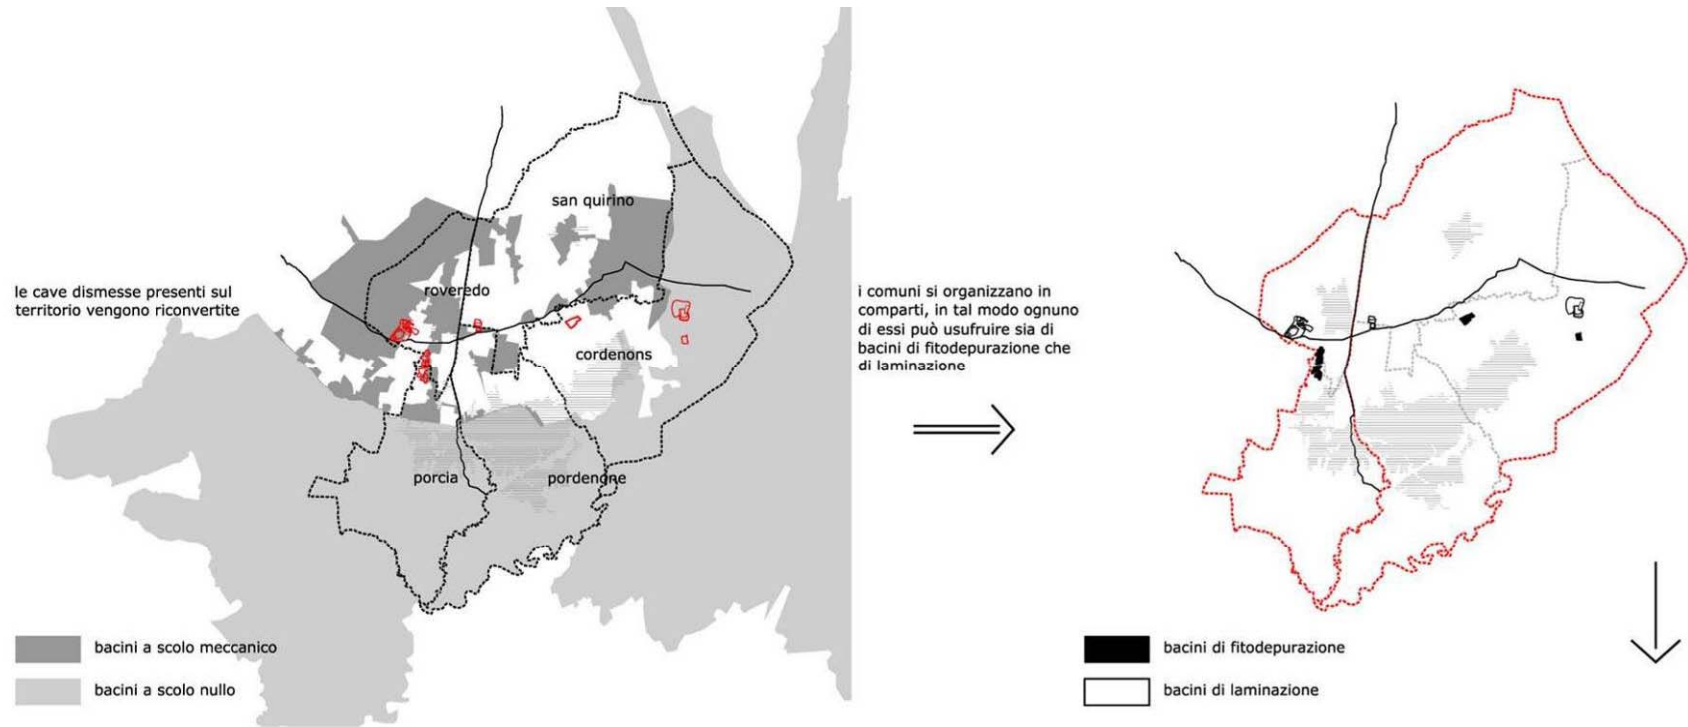 san quirino
le cave dismesse presenti sul
territorio vengono riconvertite
roveredo
cordenons
porcia
pordenone
bacini a scolo meccanico
bacini a scolo nullo
i comuni si organizzano in
comparti, in tal modo ognuno
di essi può usufruire sia di
bacini di fitodepurazione che
di laminazione
bacini di fitodepurazione
bacini di laminazione